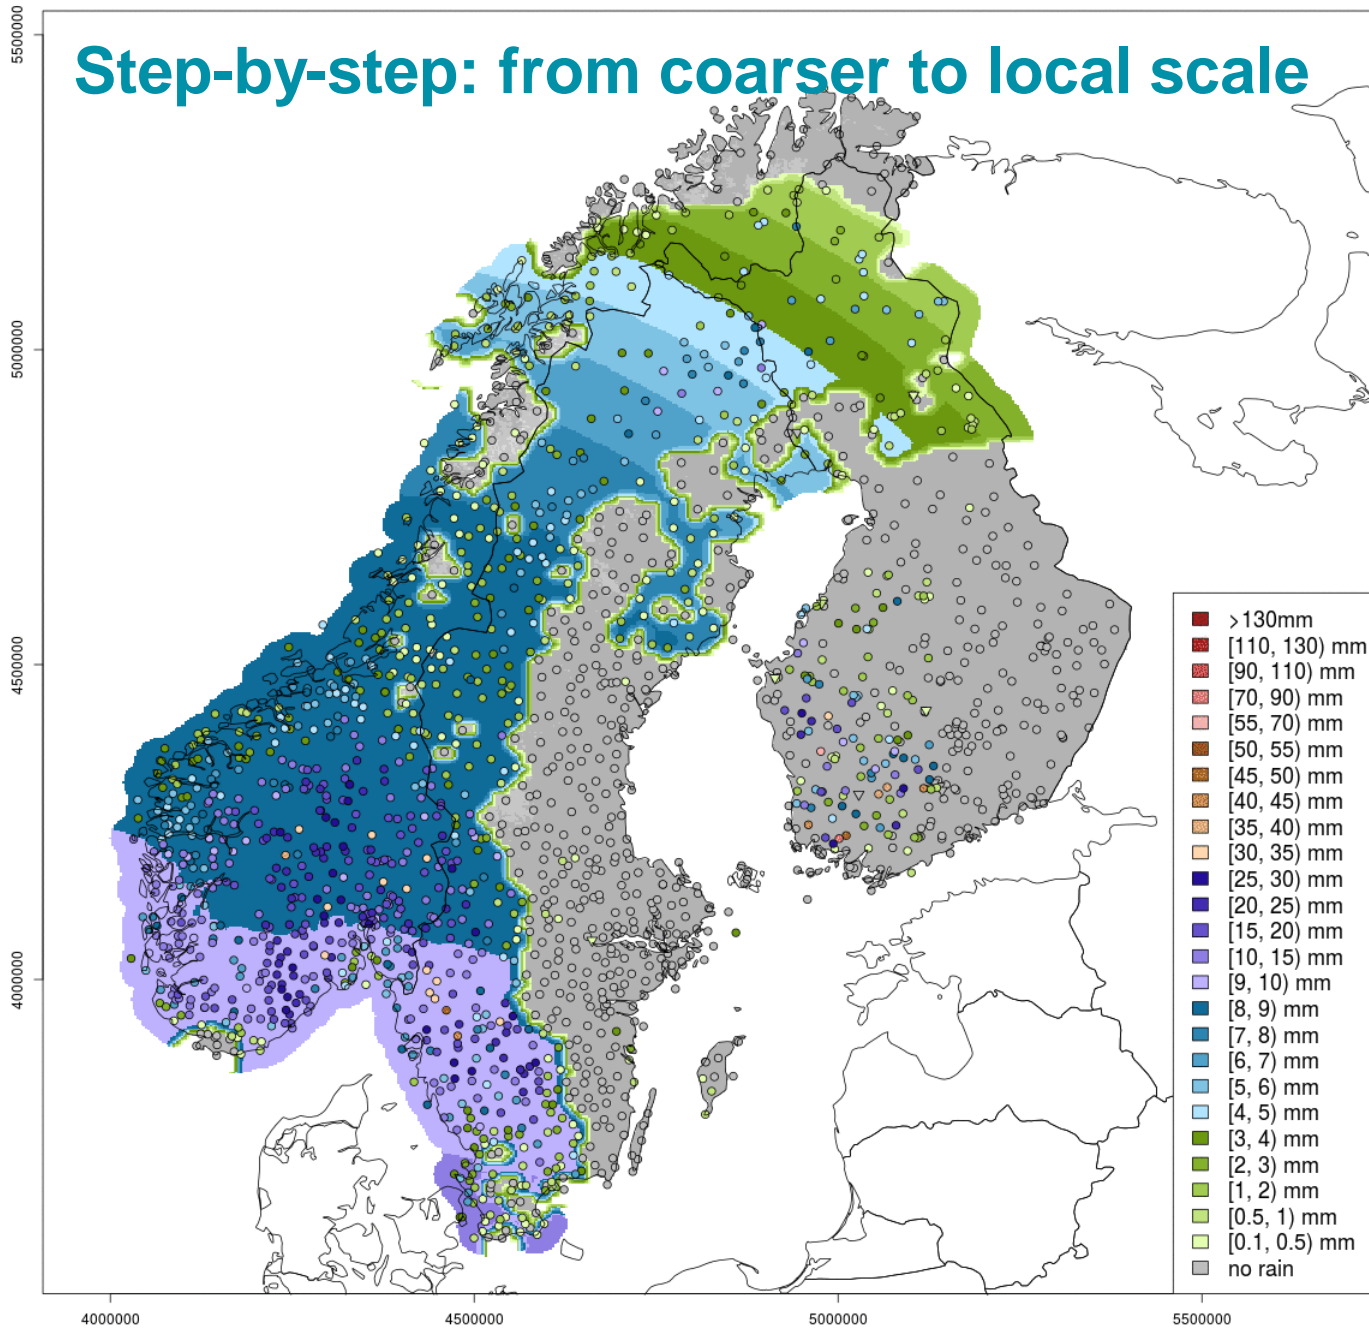 Step-by-step: from coarser to local scale
5500000
5000000
4500000
4000000
>130mm
[110, 130) mm
[90, 110) mm
[70, 90) mm
[55, 70) mm
[50, 55) mm
[45, 50) mm
[40, 45) mm
[35, 40) mm
[30, 35) mm
[25, 30) mm
[20, 25) mm
[15, 20) mm
[10, 15) mm
[9, 10) mm
[8, 9) mm
[7, 8) mm
[6, 7) mm
[5, 6) mm
[4, 5) mm
[3, 4) mm
[2, 3) mm
[1, 2) mm
[0.5, 1) mm
[0.1, 0.5) mm
no rain
4000000 4500000 5000000 5500000